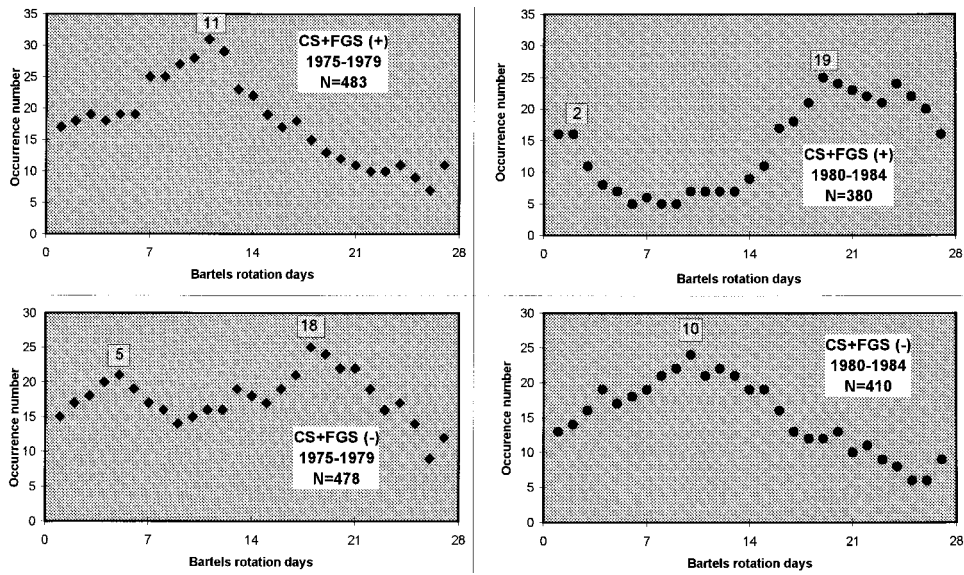 35
30
25
20
15
10
5
0
Occurrence number
11
CS+FGS (+)
1975-1979
N=483
0 7 14 21 28
Bartels rotation days
35
30
25
20
15
10
5
0
Occurrence number
2
19
CS+FGS (+)
1980-1984
N=380
0 7 14 21 28
Bartels rotation days
30
25
20
15
10
5
0
Occurrence number
5
18
CS+FGS (-)
1975-1979
N=478
0 7 14 21 28
Bartels rotation days
30
25
20
15
10
5
0
Occurence number
10
CS+FGS (-)
1980-1984
N=410
0 7 14 21 28
Bartels rotation days